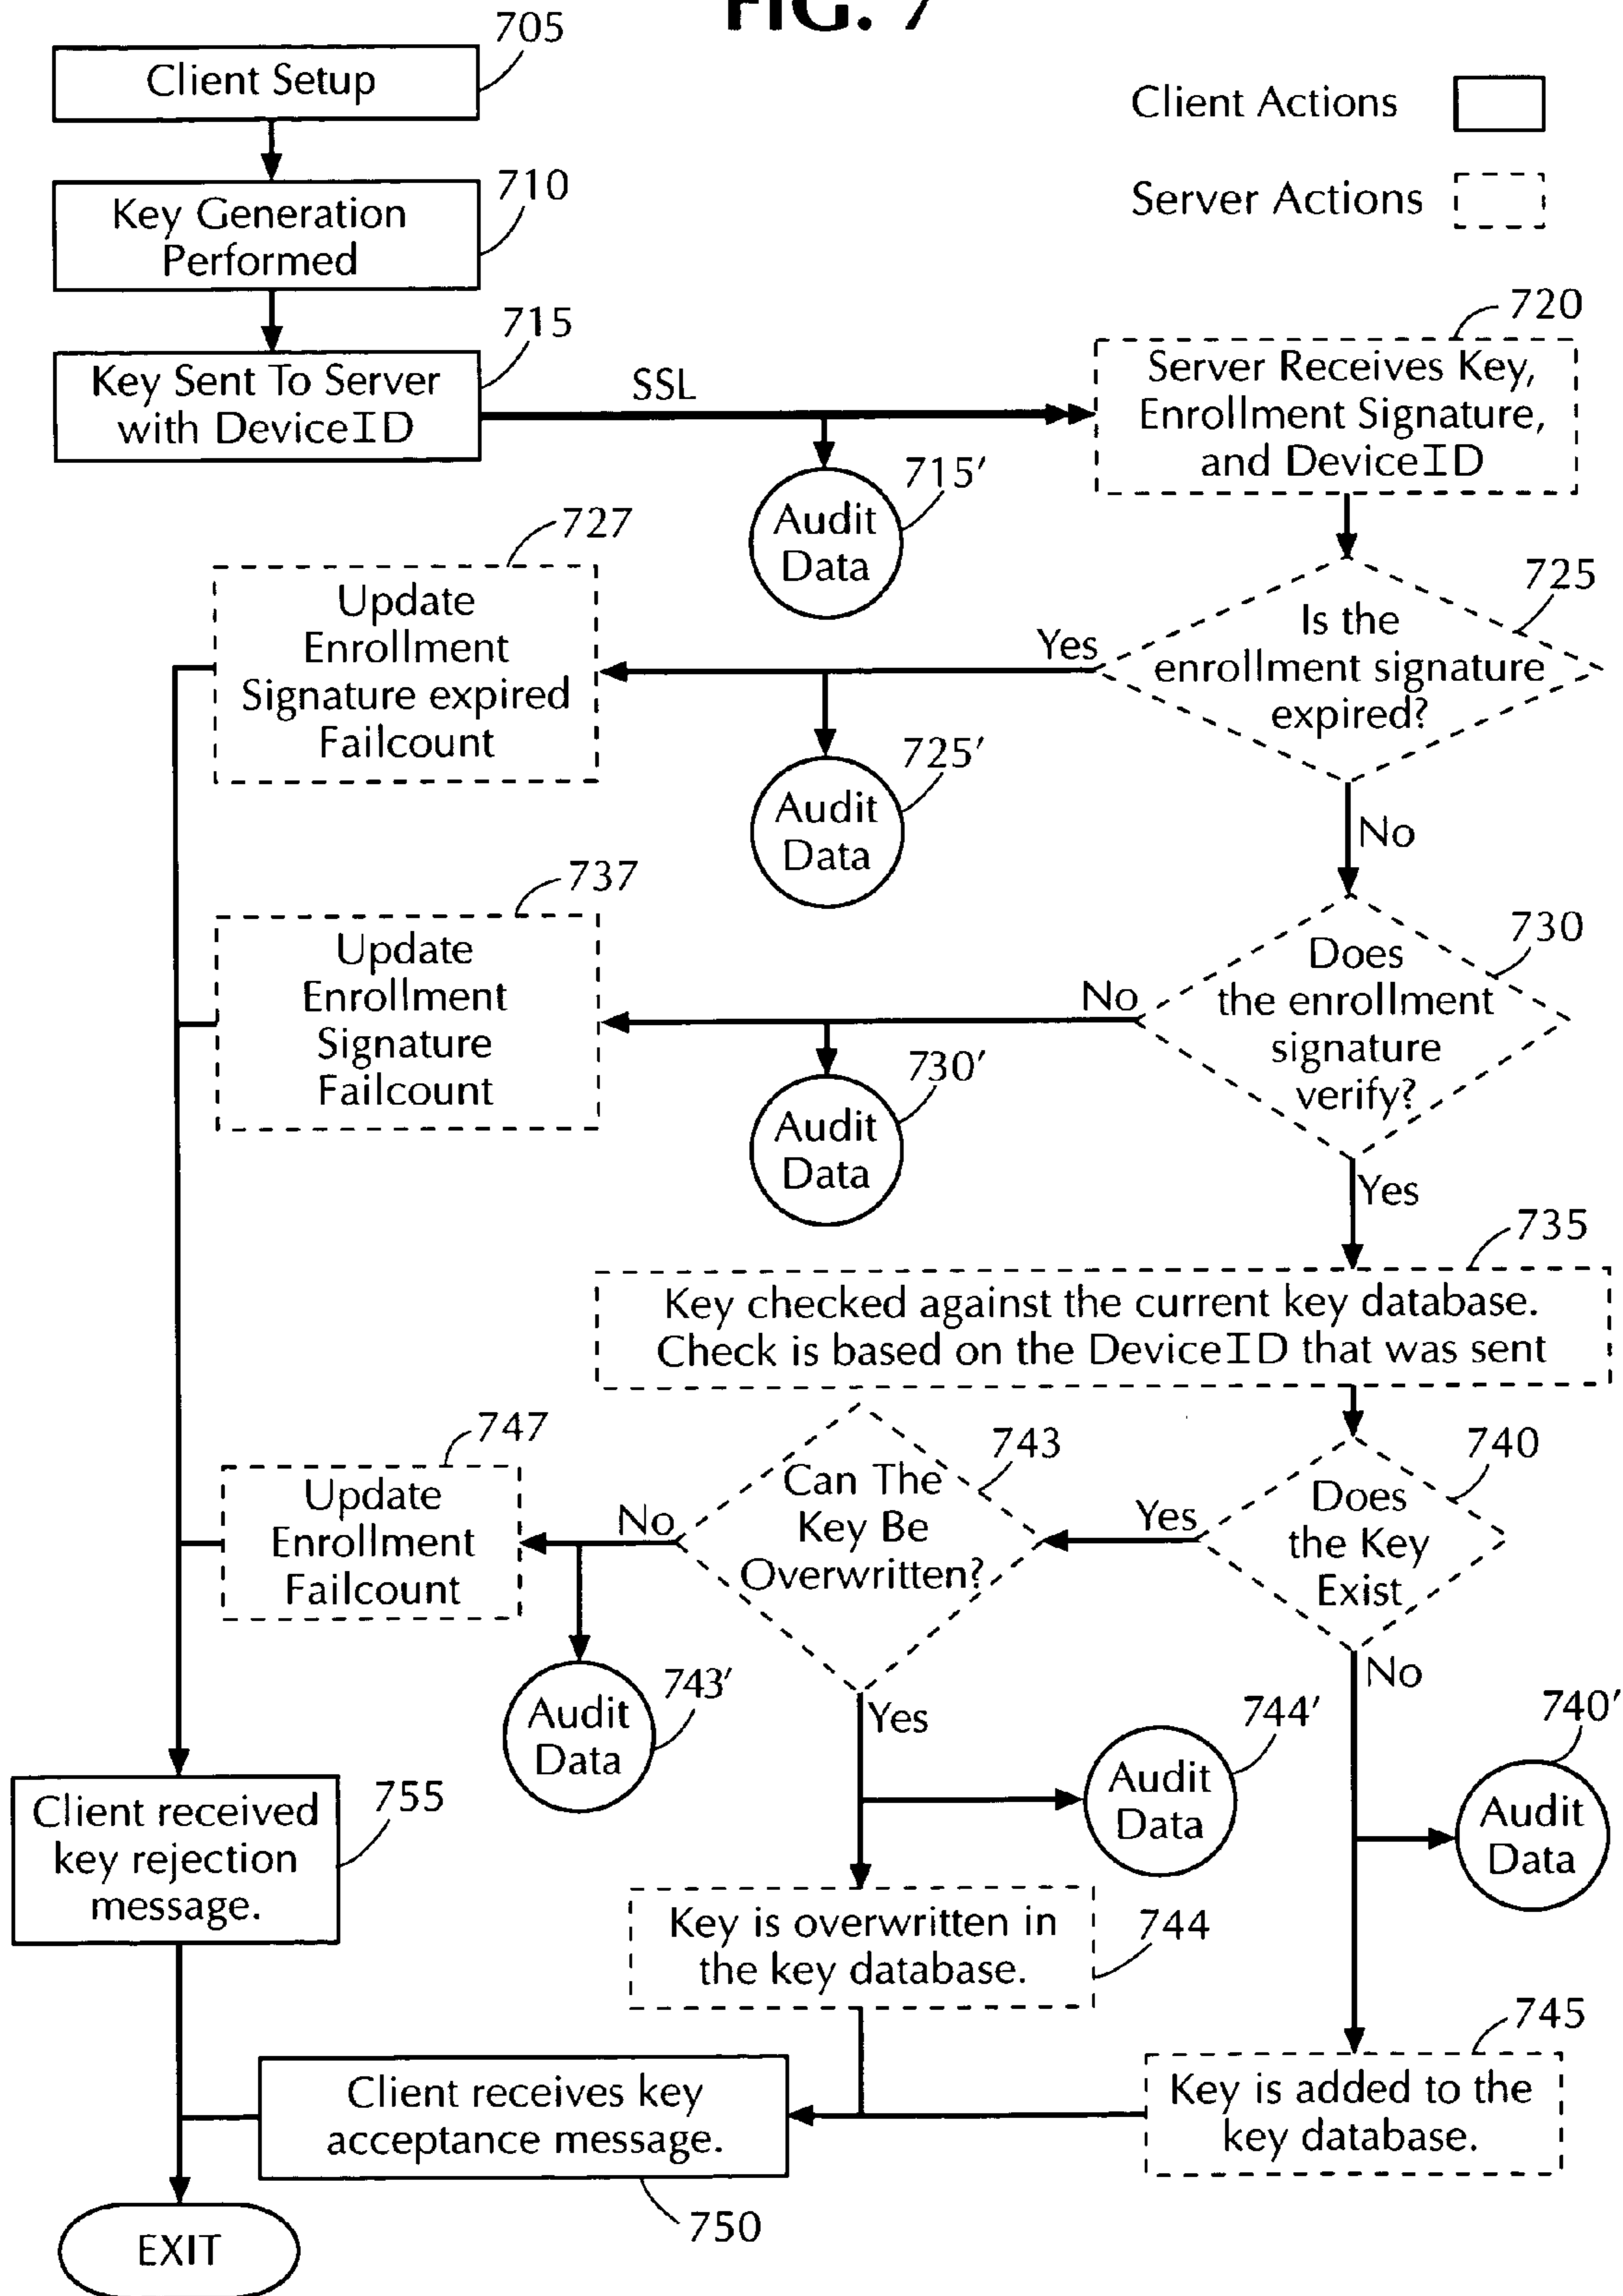 FIG. 7
705
Client Setup
Client Actions
Server Actions
710
Key Generation
Performed
715
Key Sent To Server
with DeviceID
SSL
720
Server Receives Key,
Enrollment Signature,
and DeviceID
715'
Audit
Data
727
Update
Enrollment
Signature expired
Failcount
725
Is the
enrollment signature
expired?
Yes
725'
Audit
Data
No
737
Update
Enrollment
Signature
Failcount
730
Does
the enrollment
signature
verify?
No
730'
Audit
Data
Yes
735
Key checked against the current key database.
Check is based on the DeviceID that was sent
747
Update
Enrollment
Failcount
No
743
Can The
Key Be
Overwritten?
Yes
740
Does
the Key
Exist
743'
Audit
Data
Yes
744'
Audit
Data
No
740'
Audit
Data
755
Client received
key rejection
message.
Key is overwritten in
the key database.
744
745
Key is added to the
key database.
Client receives key
acceptance message.
750
EXIT